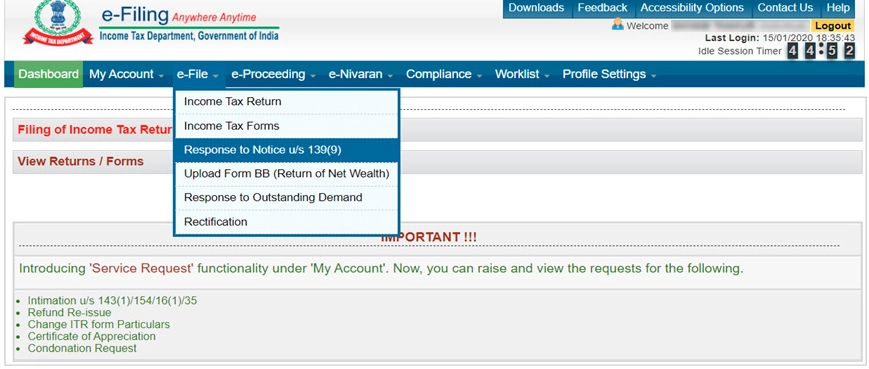 e-Filing Anywhere Anytime
Income Tax Department, Government of India
INCOME TAX DEPARTMENT
Downloads Feedback Accessibility Options Contact Us Help
Welcome Logout
Last Login: 15/01/2020 18:35:43
Idle Session Timer 44:52
Dashboard My Account e-File e-Proceeding e-Nivaran Compliance Worklist Profile Settings
Income Tax Return
Income Tax Forms
Response to Notice u/s 139(9)
Upload Form BB (Return of Net Wealth)
Response to Outstanding Demand
Rectification
Filing of Income Tax Retur
View Returns / Forms
IMPORTANT !!!
Introducing 'Service Request' functionality under 'My Account'. Now, you can raise and view the requests for the following.
Intimation u/s 143(1)/154/16(1)/35
Refund Re-issue
Change ITR form Particulars
Certificate of Appreciation
Condonation Request